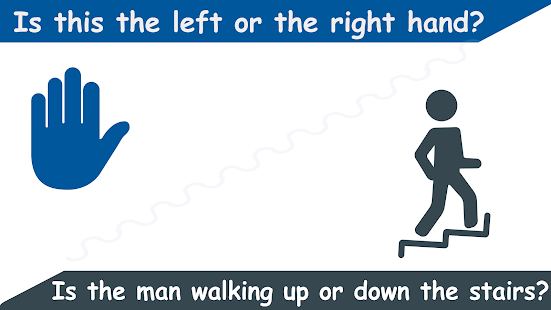 Is this the left or the right hand?
Is the man walking up or down the stairs?